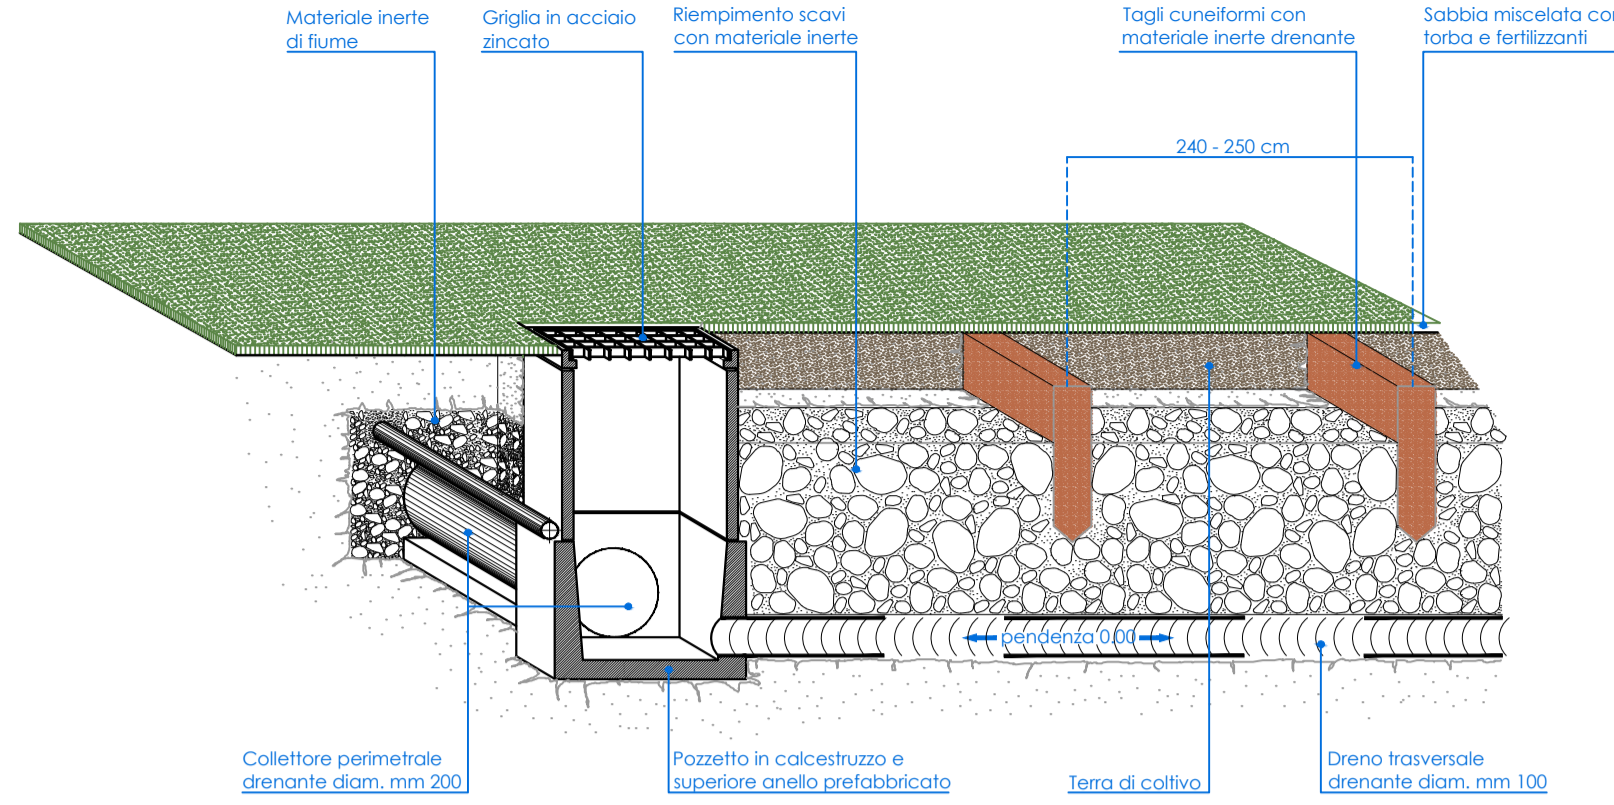 Materiale inerte
di fiume
Griglia in acciaio
zincato
Riempimento scavi
con materiale inerte
Tagli cuneiformi con
materiale inerte drenante
Sabbia miscelata con
torba e fertilizzanti
240 - 250 cm
pendenza 0.00
Collettore perimetrale
drenante diam. mm 200
Pozzetto in calcestruzzo e
superiore anello prefabbricato
Terra di coltivo
Dreno trasversale
drenante diam. mm 100